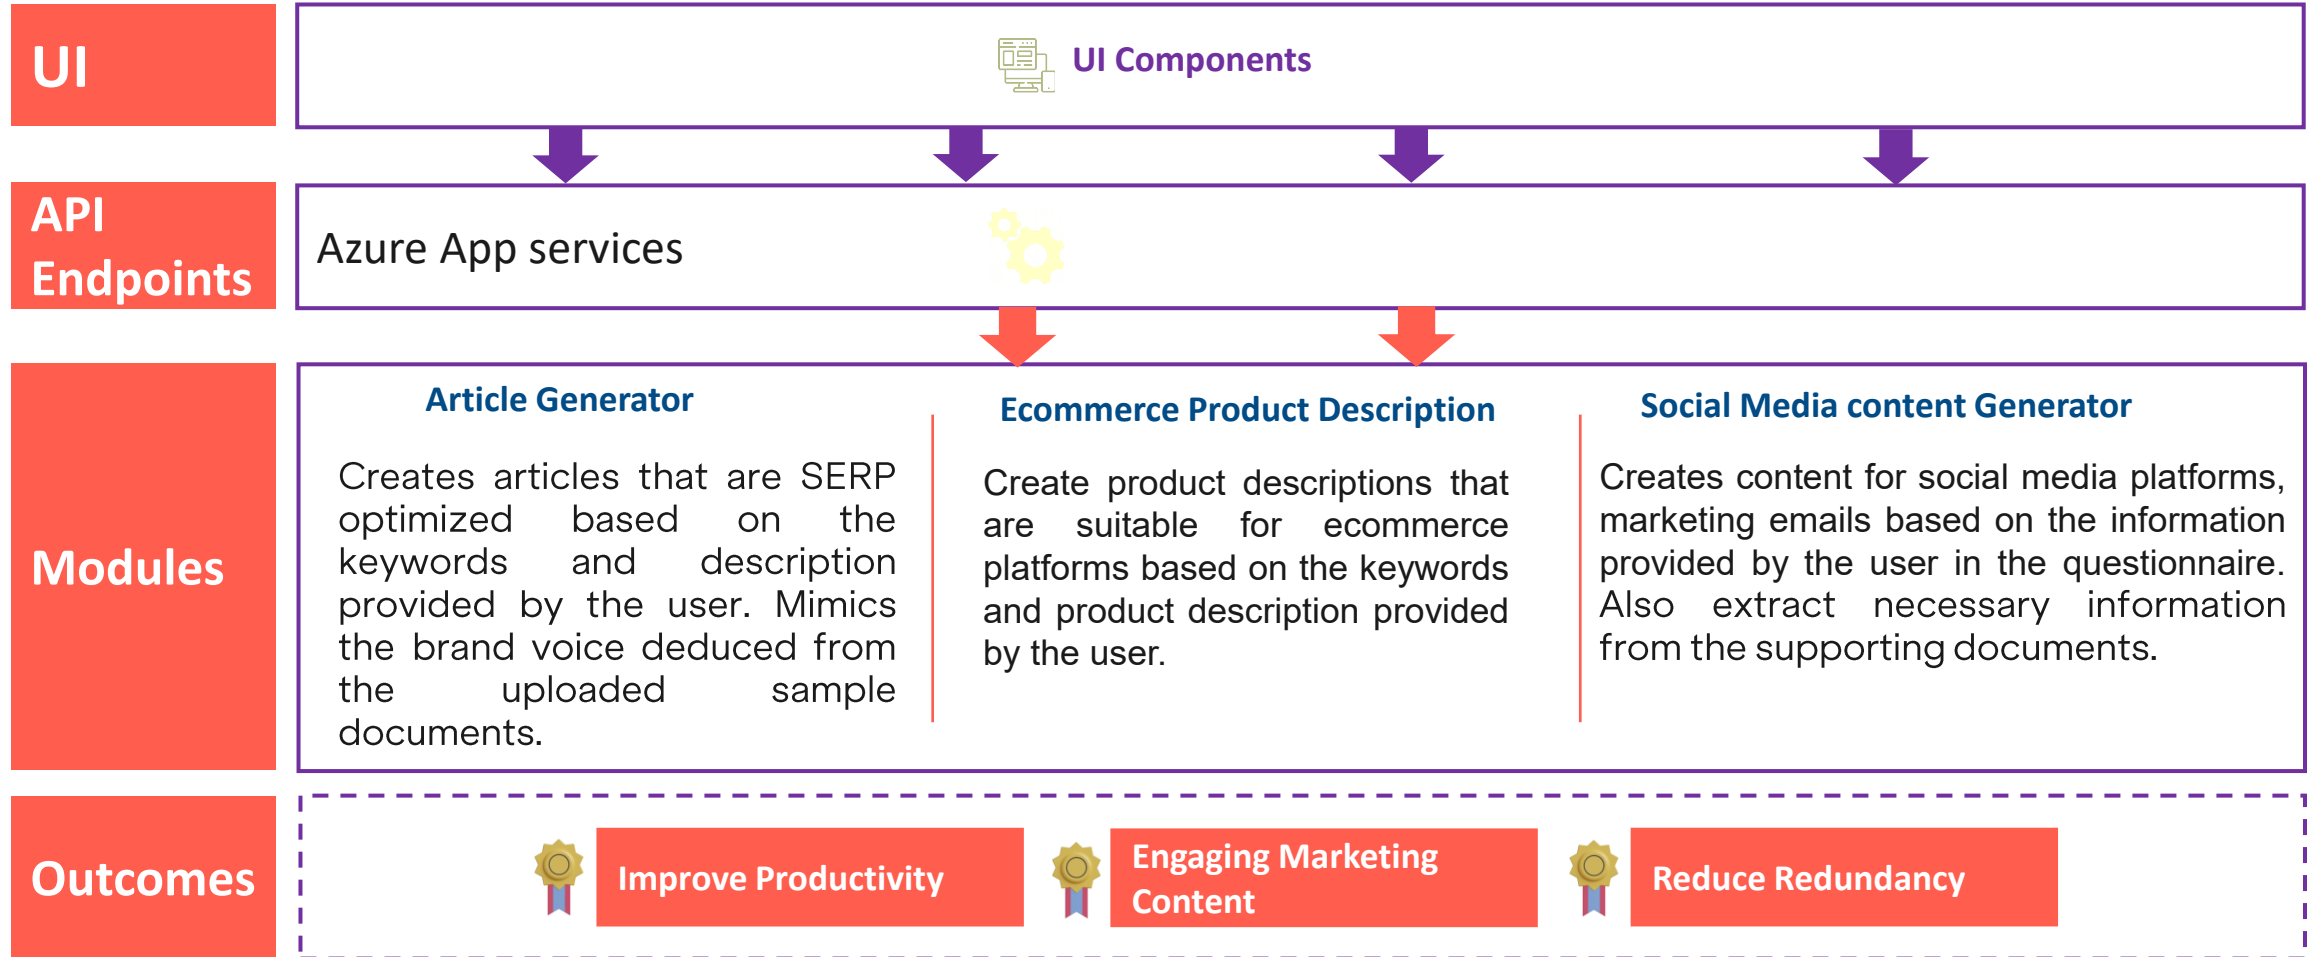 UI
UI Components
API
Endpoints
Azure App services
Modules
Article Generator
Creates articles that are SERP
optimized based on the
keywords and description
provided by the user. Mimics
the brand voice deduced from
the uploaded sample
documents.
Ecommerce Product Description
Create product descriptions that
are suitable for ecommerce
platforms based on the keywords
and product description provided
by the user.
Social Media content Generator
Creates content for social media platforms,
marketing emails based on the information
provided by the user in the questionnaire.
Also extract necessary information
from the supporting documents.
Outcomes
Improve Productivity
Engaging Marketing
Content
Reduce Redundancy